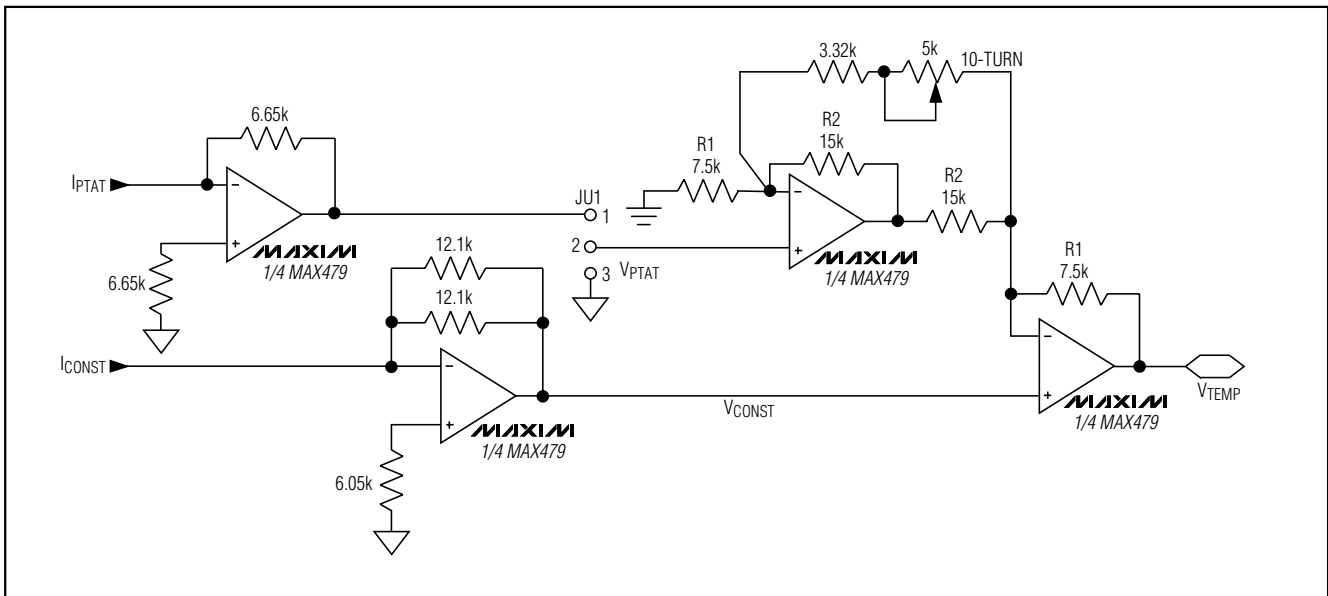 3.32k
5k
10-TURN
6.65k
R2
15k
R1
7.5k
R2
15k
IPTAT
−
+
JU1
1
−
+
MAXIM
1/4 MAX479
2
VPTAT
MAXIM
1/4 MAX479
R1
7.5k
12.1k
3
6.65k
12.1k
ICONST
−
+
VCONST
−
+
VTEMP
MAXIM
1/4 MAX479
MAXIM
1/4 MAX479
6.05k